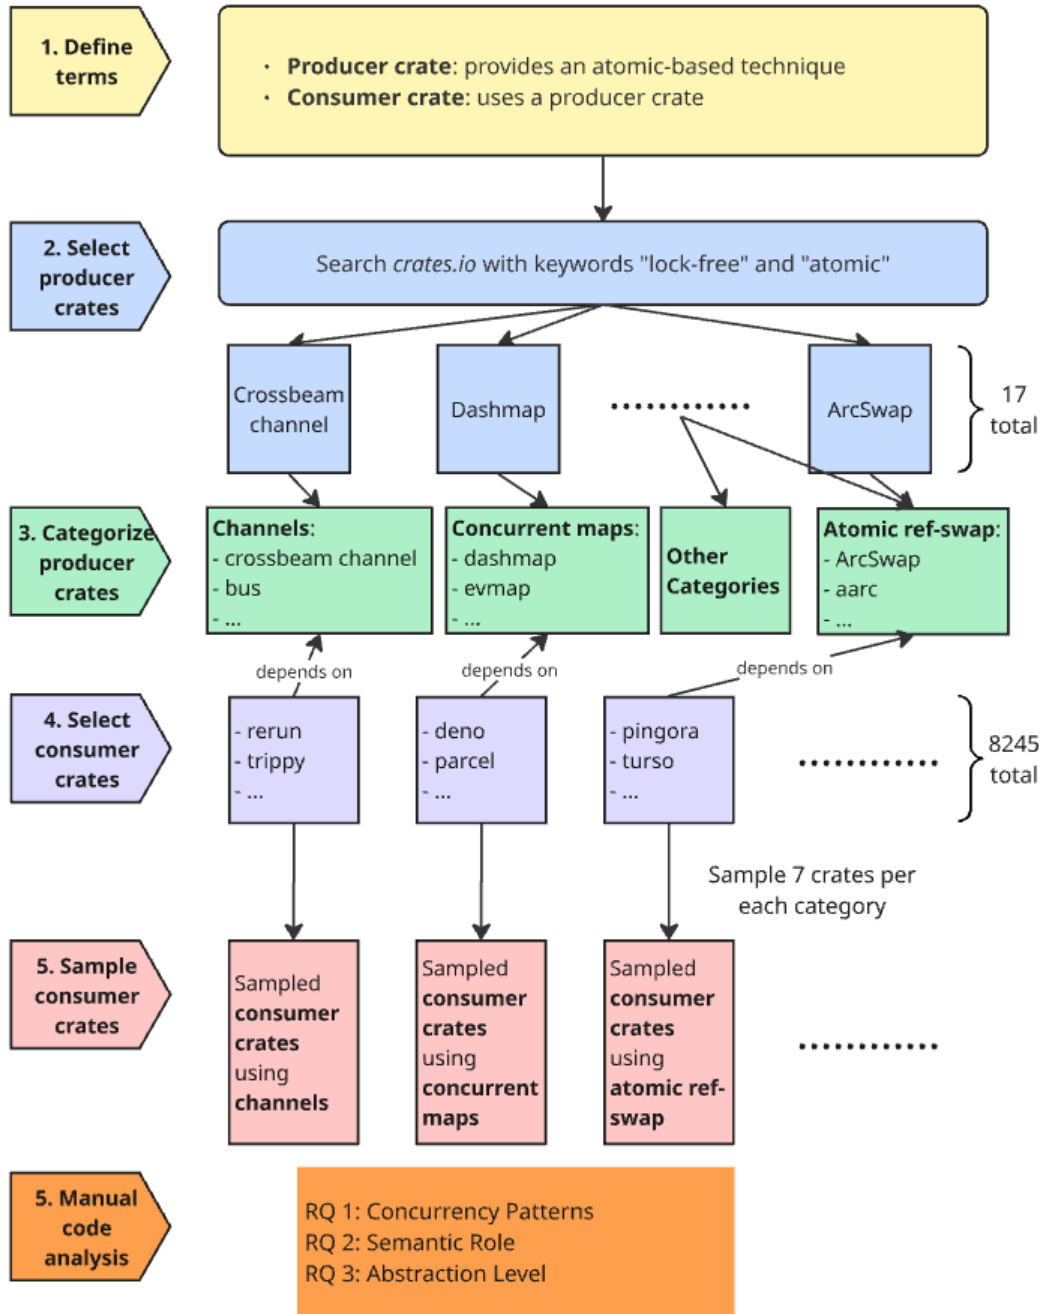 1. Define
terms
· Producer crate: provides an atomic-based technique
· Consumer crate: uses a producer crate
2. Select
producer
crates
Search crates.io with keywords "lock-free" and "atomic"
Crossbeam
channel
Dashmap
ArcSwap
17
total
3. Categorize
producer
crates
Channels:
- crossbeam channel
- bus
- ...
Concurrent maps:
- dashmap
- evmap
- ...
Other
Categories
Atomic ref-swap:
- ArcSwap
- aarc
- ...
depends on
depends on
depends on
4. Select
consumer
crates
- rerun
- trippy
- ...
- deno
- parcel
- ...
- pingora
- turso
- ...
8245
total
Sample 7 crates per
each category
5. Sample
consumer
crates
Sampled
consumer
crates
using
channels
Sampled
consumer
crates
using
concurrent
maps
Sampled
consumer
crates
using
atomic ref-
swap
5. Manual
code
analysis
RQ 1: Concurrency Patterns
RQ 2: Semantic Role
RQ 3: Abstraction Level